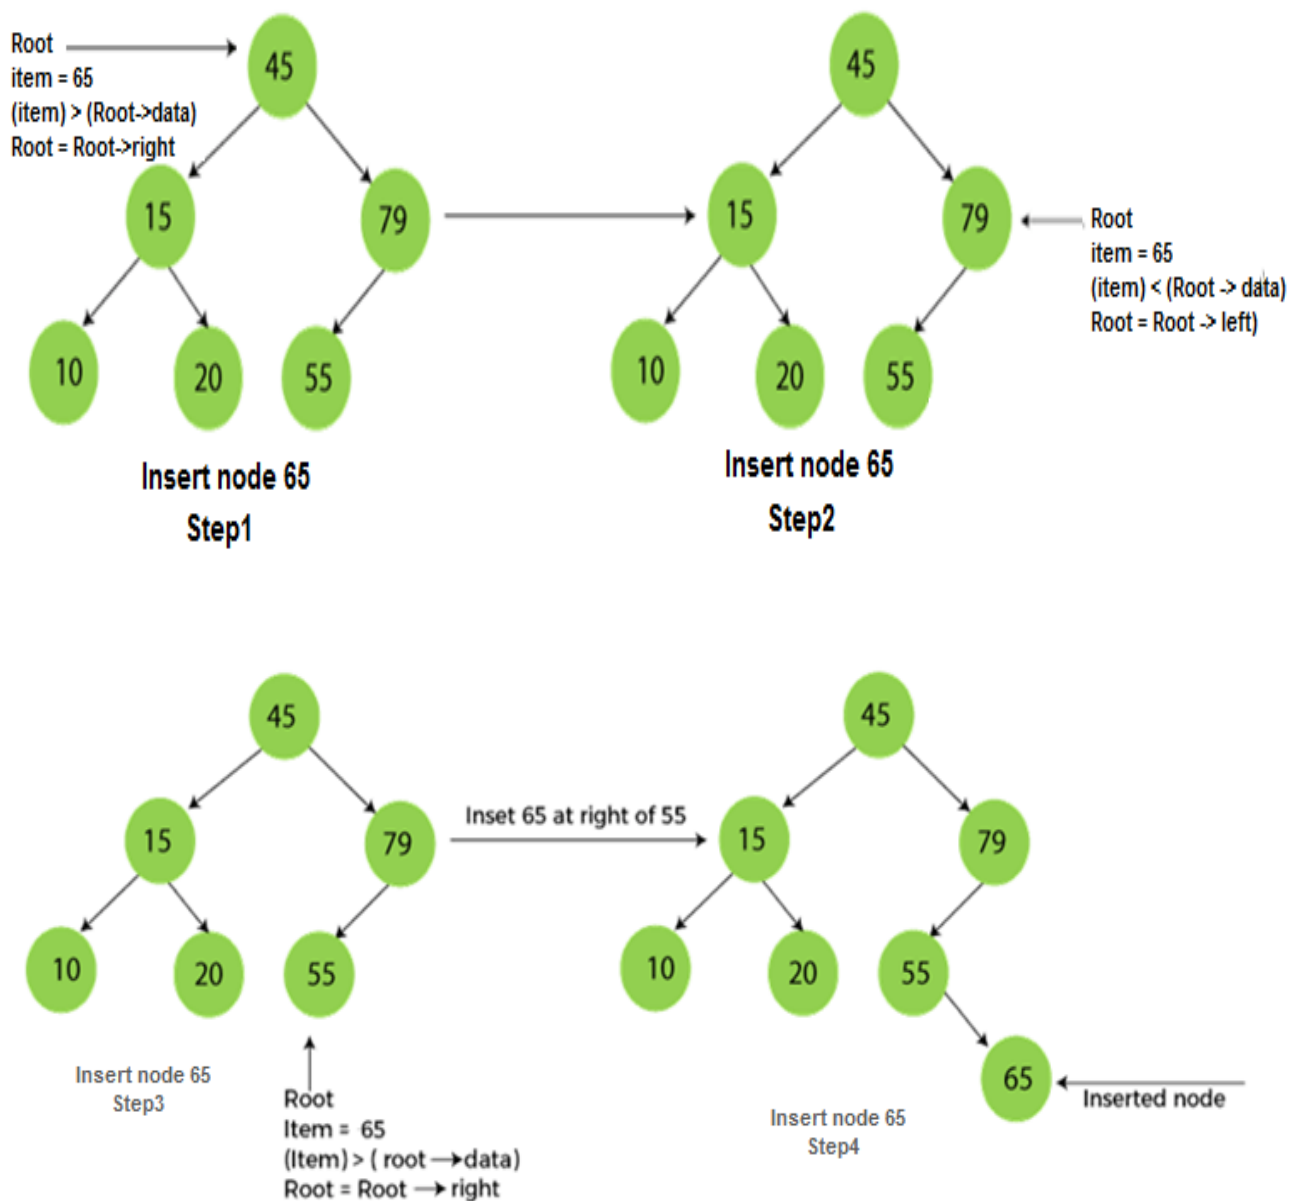 Root
item = 65
(item) > (Root->data)
Root = Root->right
45
15
79
10
20
55
Insert node 65
Step1
45
15
79
10
20
55
Root
item = 65
(item) < (Root -> data)
Root = Root -> left)
Insert node 65
Step2
45
15
79
10
20
55
Insert node 65
Step3
Root
Item = 65
(Item) > ( root → data)
Root = Root → right
Inset 65 at right of 55
45
15
79
10
20
55
65
Inserted node
Insert node 65
Step4